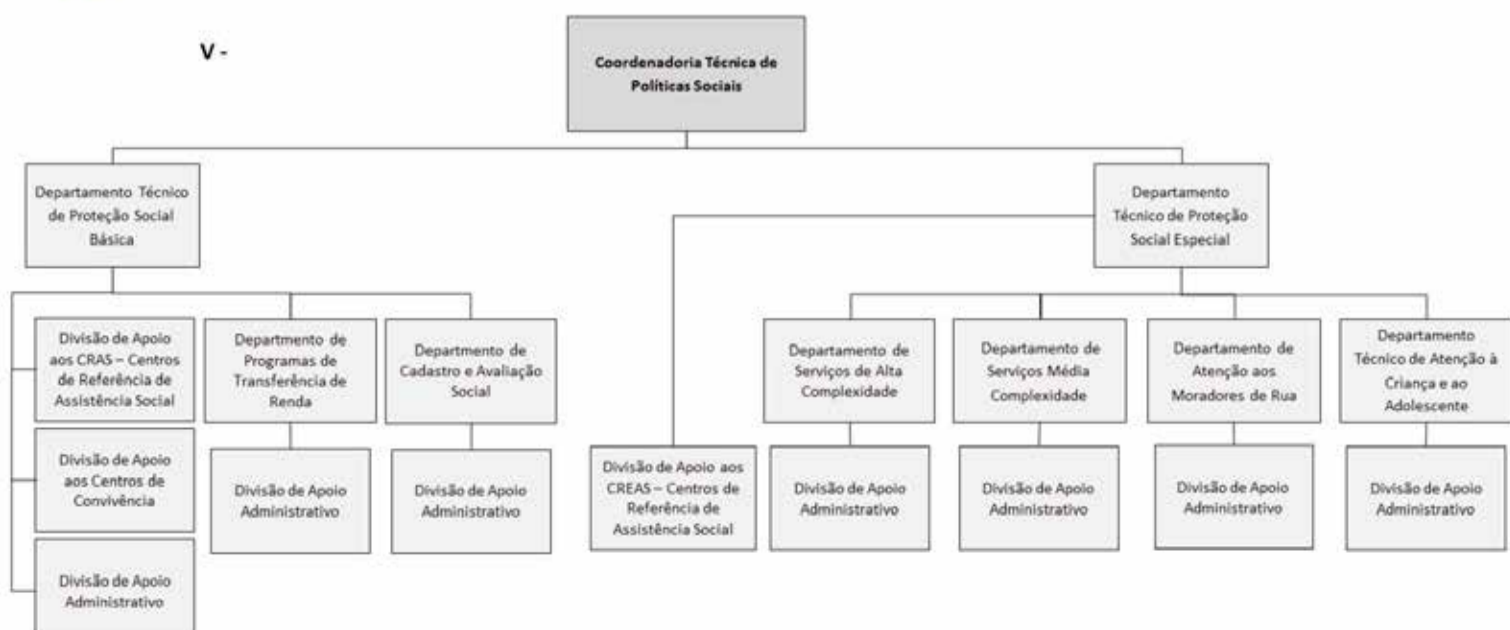 V -
Coordenadoria Técnica de
Políticas Sociais
Departamento Técnico
de Proteção Social
Básica
Departamento
Técnico de Proteção
Social Especial
Divisão de Apoio
aos CRAS – Centros
de Referência de
Assistência Social
Departmento de
Programas de
Transferência de
Renda
Departmento de
Cadastro e Avaliação
Social
Departamento de
Serviços de Alta
Complexidade
Departamento de
Serviços Média
Complexidade
Departamento de
Atenção aos
Moradores de Rua
Departamento
Técnico de Atenção à
Criança e ao
Adolescente
Divisão de Apoio
aos Centros de
Convivência
Divisão de Apoio
Administrativo
Divisão de Apoio
Administrativo
Divisão de Apoio aos
CREAS – Centros de
Referência de
Assistência Social
Divisão de Apoio
Administrativo
Divisão de Apoio
Administrativo
Divisão de Apoio
Administrativo
Divisão de Apoio
Administrativo
Divisão de Apoio
Administrativo